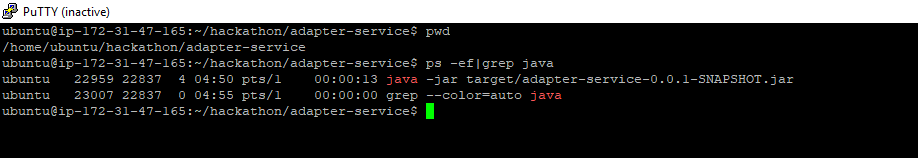 PuTTY (inactive)
ubuntu@ip-172-31-47-165:~/hackathon/adapter-service$ pwd
/home/ubuntu/hackathon/adapter-service
ubuntu@ip-172-31-47-165:~/hackathon/adapter-service$ ps -ef|grep java
ubuntu   22959 22837  4 04:50 pts/1    00:00:13 java -jar target/adapter-service-0.0.1-SNAPSHOT.jar
ubuntu   23007 22837  0 04:55 pts/1    00:00:00 grep --color=auto java
ubuntu@ip-172-31-47-165:~/hackathon/adapter-service$